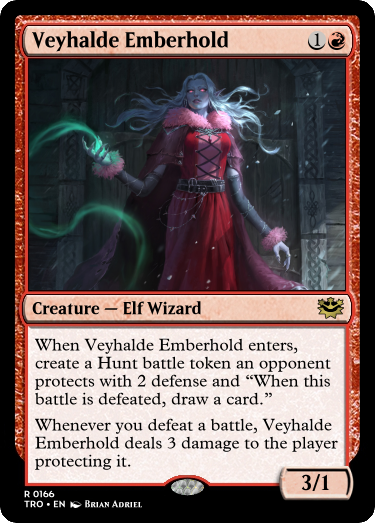 Veyhalde Emberhold 1
Creature — Elf Wizard
When Veyhalde Emberhold enters,
create a Hunt battle token an opponent
protects with 2 defense and “When this
battle is defeated, draw a card.”
Whenever you defeat a battle, Veyhalde
Emberhold deals 3 damage to the player
protecting it.
3/1
R 0166
TRO • EN Brian Adriel